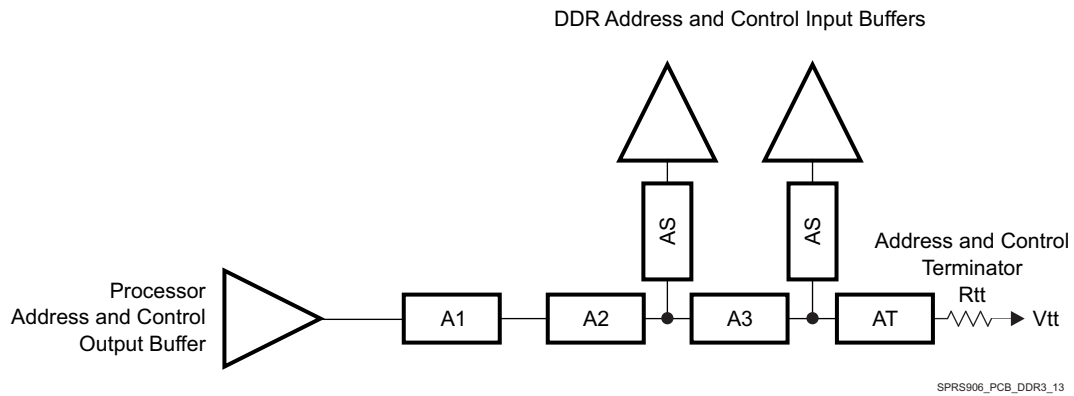 DDR Address and Control Input Buffers
AS
AS
Address and Control
Terminator
Rtt
Processor
Address and Control
Output Buffer
A1
A2
A3
AT
Vtt
SPRS906_PCB_DDR3_13